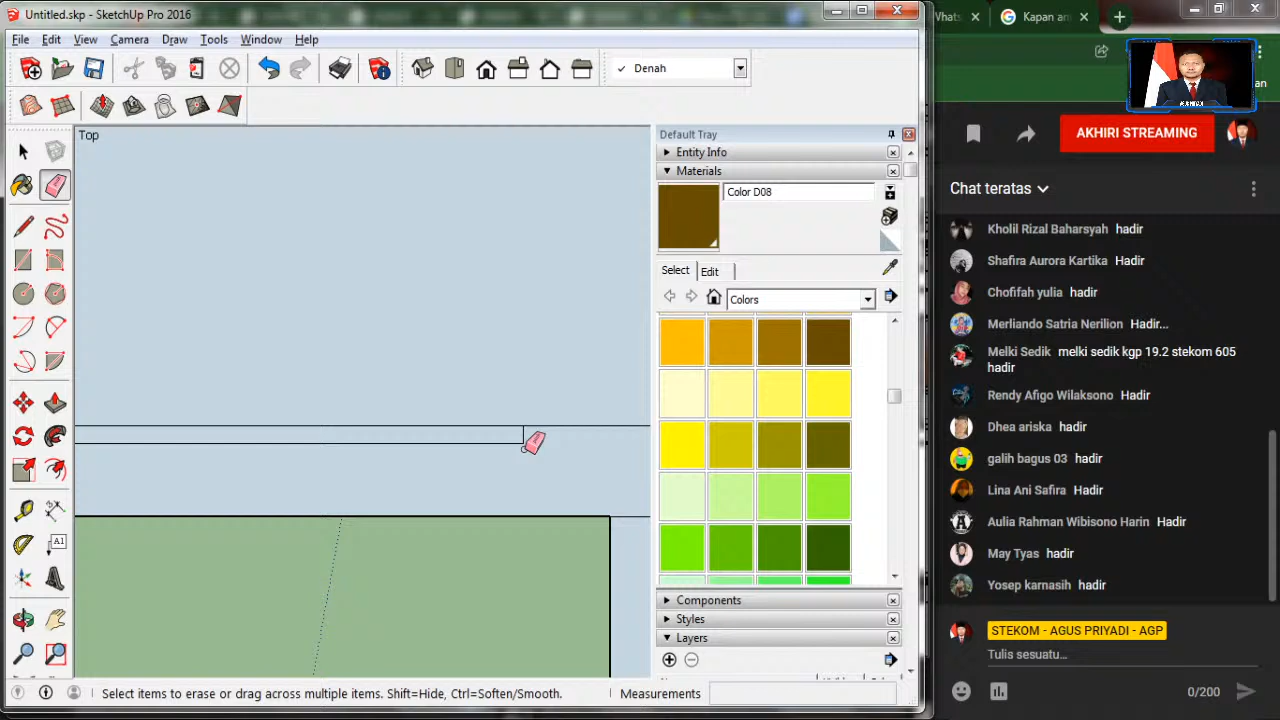 Untitled.skp - SketchUp Pro 2016
File Edit View Camera Draw Tools Window Help
Denah
Top
Default Tray
Entity Info
Materials
Color D08
Select Edit
Colors
Components
Styles
Layers
A1
Select items to erase or drag across multiple items. Shift=Hide, Ctrl=Soften/Smooth.
Measurements
Whats
Kapan an
an
AKHIRI STREAMING
Chat teratas
Kholil Rizal Baharsyah hadir
Shafira Aurora Kartika Hadir
Chofifah yulia hadir
Merliando Satria Nerilion Hadir...
Melki Sedik melki sedik kgp 19.2 stekom 605
hadir
Rendy Afigo Wilaksono Hadir
Dhea ariska hadir
galih bagus 03 hadir
Lina Ani Safira Hadir
Aulia Rahman Wibisono Harin Hadir
May Tyas hadir
Yosep karnasih hadir
STEKOM - AGUS PRIYADI - AGP
Tulis sesuatu...
0/200